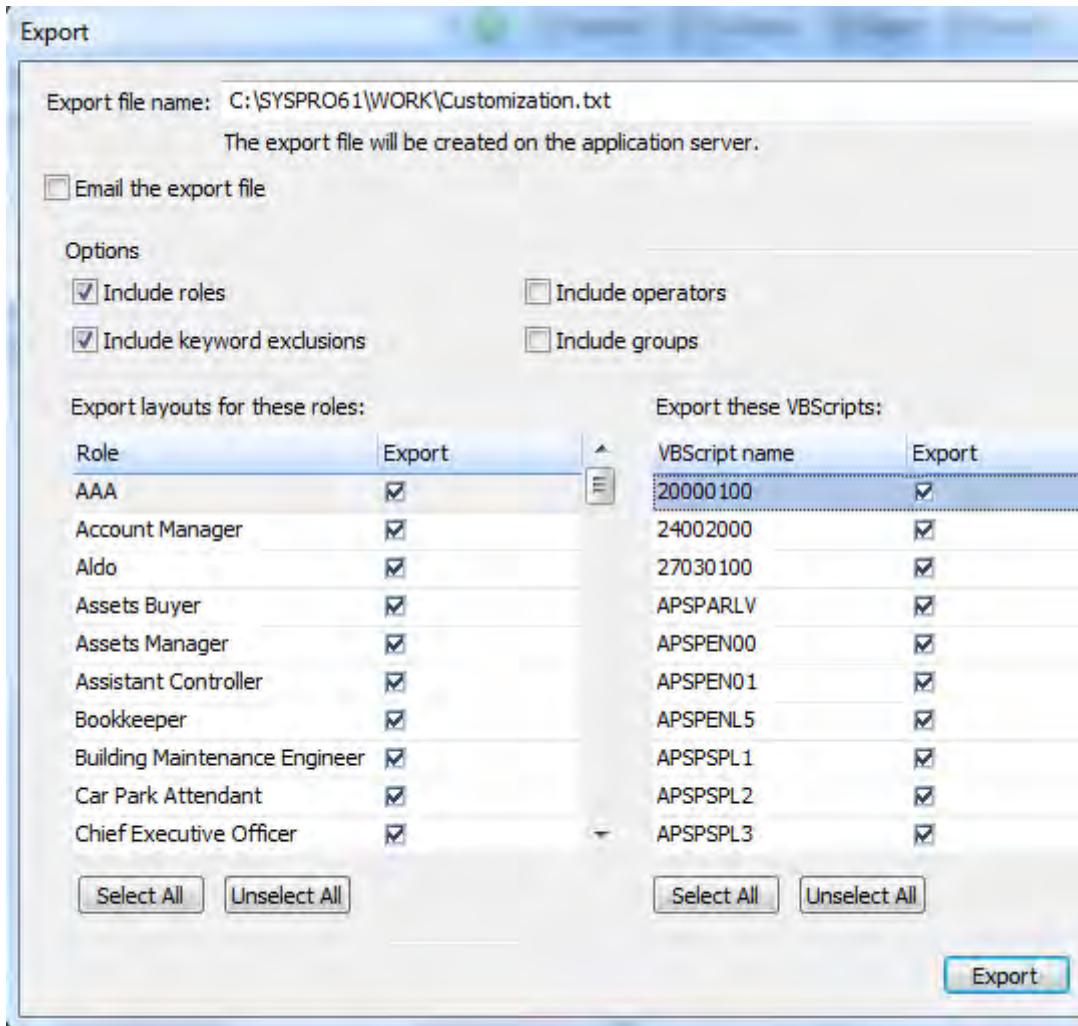 Export
Export file name: C:\SYSPRO61\WORK\Customization.txt
The export file will be created on the application server.
Email the export file
Options
Include roles Include operators
Include keyword exclusions Include groups
Export layouts for these roles: Export these VBScripts:
Role Export VBScript name Export
AAA 20000100
Account Manager 24002000
Aldo 27030100
Assets Buyer APSPARLV
Assets Manager APSPEN00
Assistant Controller APSPEN01
Bookkeeper APSPENL5
Building Maintenance Engineer APSPSPL1
Car Park Attendant APSPSPL2
Chief Executive Officer APSPSPL3
Select All Unselect All Select All Unselect All
Export